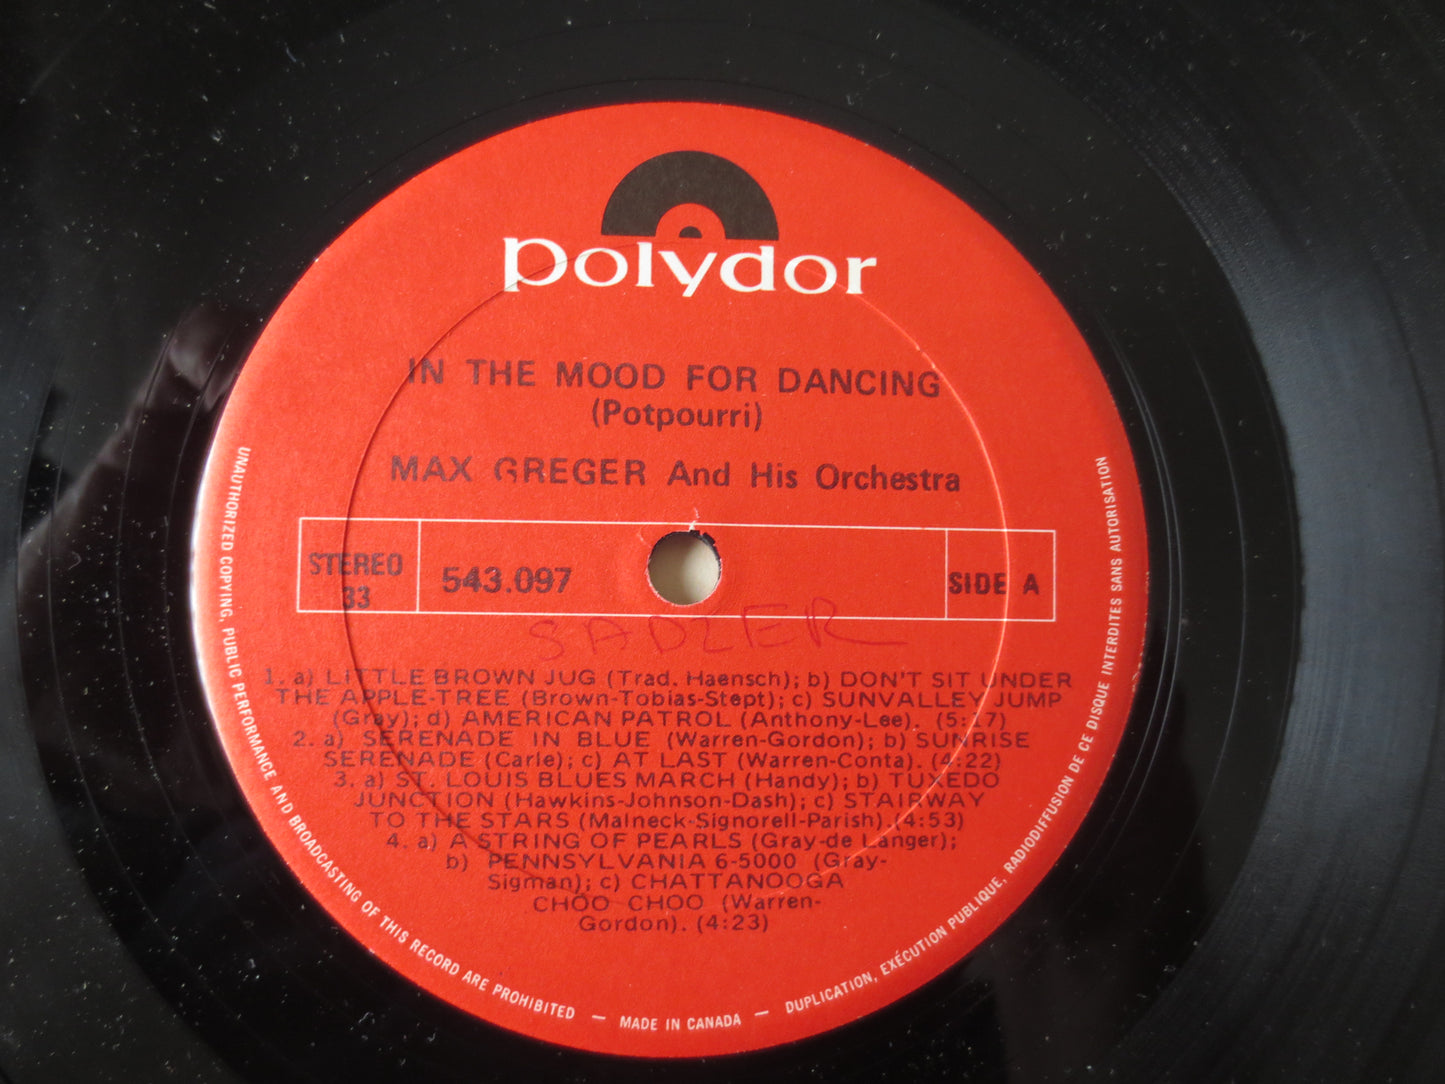 polydor
IN THE MOOD FOR DANCING
(Potpourri)
MAX GREGER And His Orchestra
STEREO
33
543.097
SIDE A
SADLER
1. a) LITTLE BROWN JUG (Trad. Haensch); b) DON'T SIT UNDER
THE APPLE-TREE (Brown-Tobias-Stept); c) SUNVALLEY JUMP
(Gray); d) AMERICAN PATROL (Anthony-Lee). (5:17)
2. a) SERENADE IN BLUE (Warren-Gordon); b) SUNRISE
SERENADE (Carle); c) AT LAST (Warren-Conta). (4:22)
3. a) ST. LOUIS BLUES MARCH (Handy); b) TUXEDO
JUNCTION (Hawkins-Johnson-Dash); c) STAIRWAY
TO THE STARS (Malneck-Signorell-Parish). (4:53)
4. a) A STRING OF PEARLS (Gray-de Langer);
b) PENNSYLVANIA 6-5000 (Gray-
Sigman); c) CHATTANOOGA
CHOO CHOO (Warren-
Gordon). (4:23)
UNAUTHORIZED COPYING, PUBLIC PERFORMANCE AND BROADCASTING OF THIS RECORD ARE PROHIBITED — MADE IN CANADA — DUPLICATION, EXÉCUTION PUBLIQUE, RADIODIFFUSION DE CE DISQUE INTERDITES SANS AUTORISATION